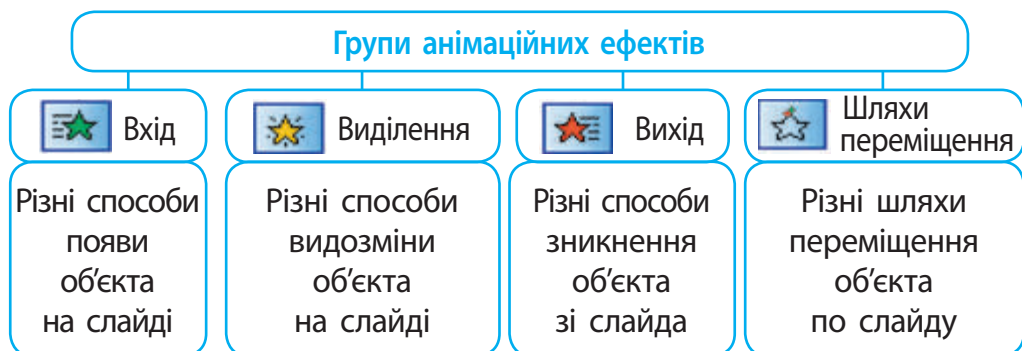 Групи анімаційних ефектів
Вхід
Різні способи
появи
об'єкта
на слайді
Виділення
Різні способи
видозміни
об'єкта
на слайді
Вихід
Різні способи
зникнення
об'єкта
зі слайда
Шляхи
переміщення
Різні шляхи
переміщення
об'єкта
по слайду